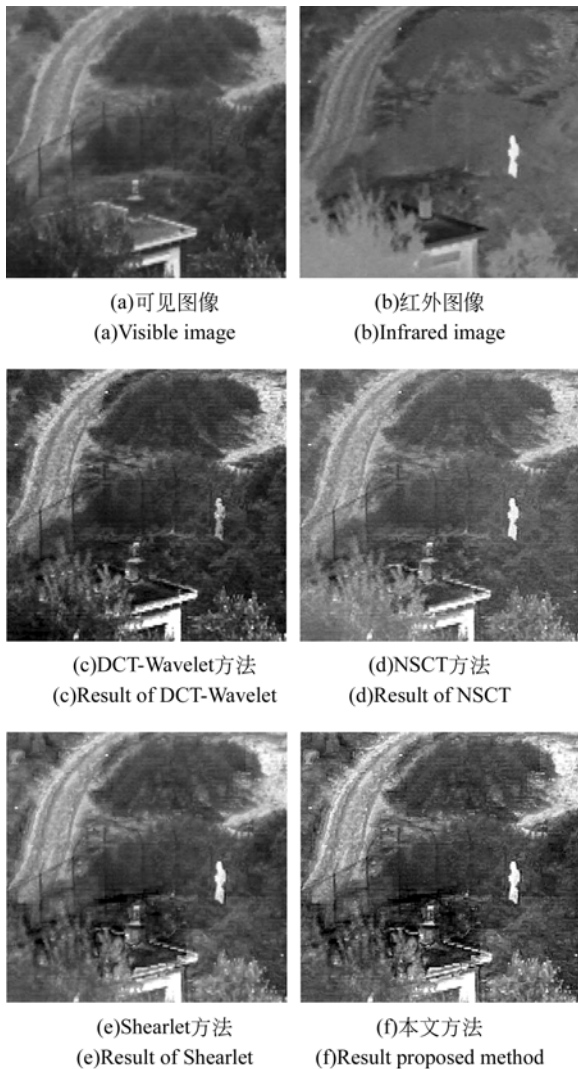 (a)可见图像
(a)Visible image
(b)红外图像
(b)Infrared image
(c)DCT-Wavelet方法
(c)Result of DCT-Wavelet
(d)NSCT方法
(d)Result of NSCT
(e)Shearlet方法
(e)Result of Shearlet
(f)本文方法
(f)Result proposed method